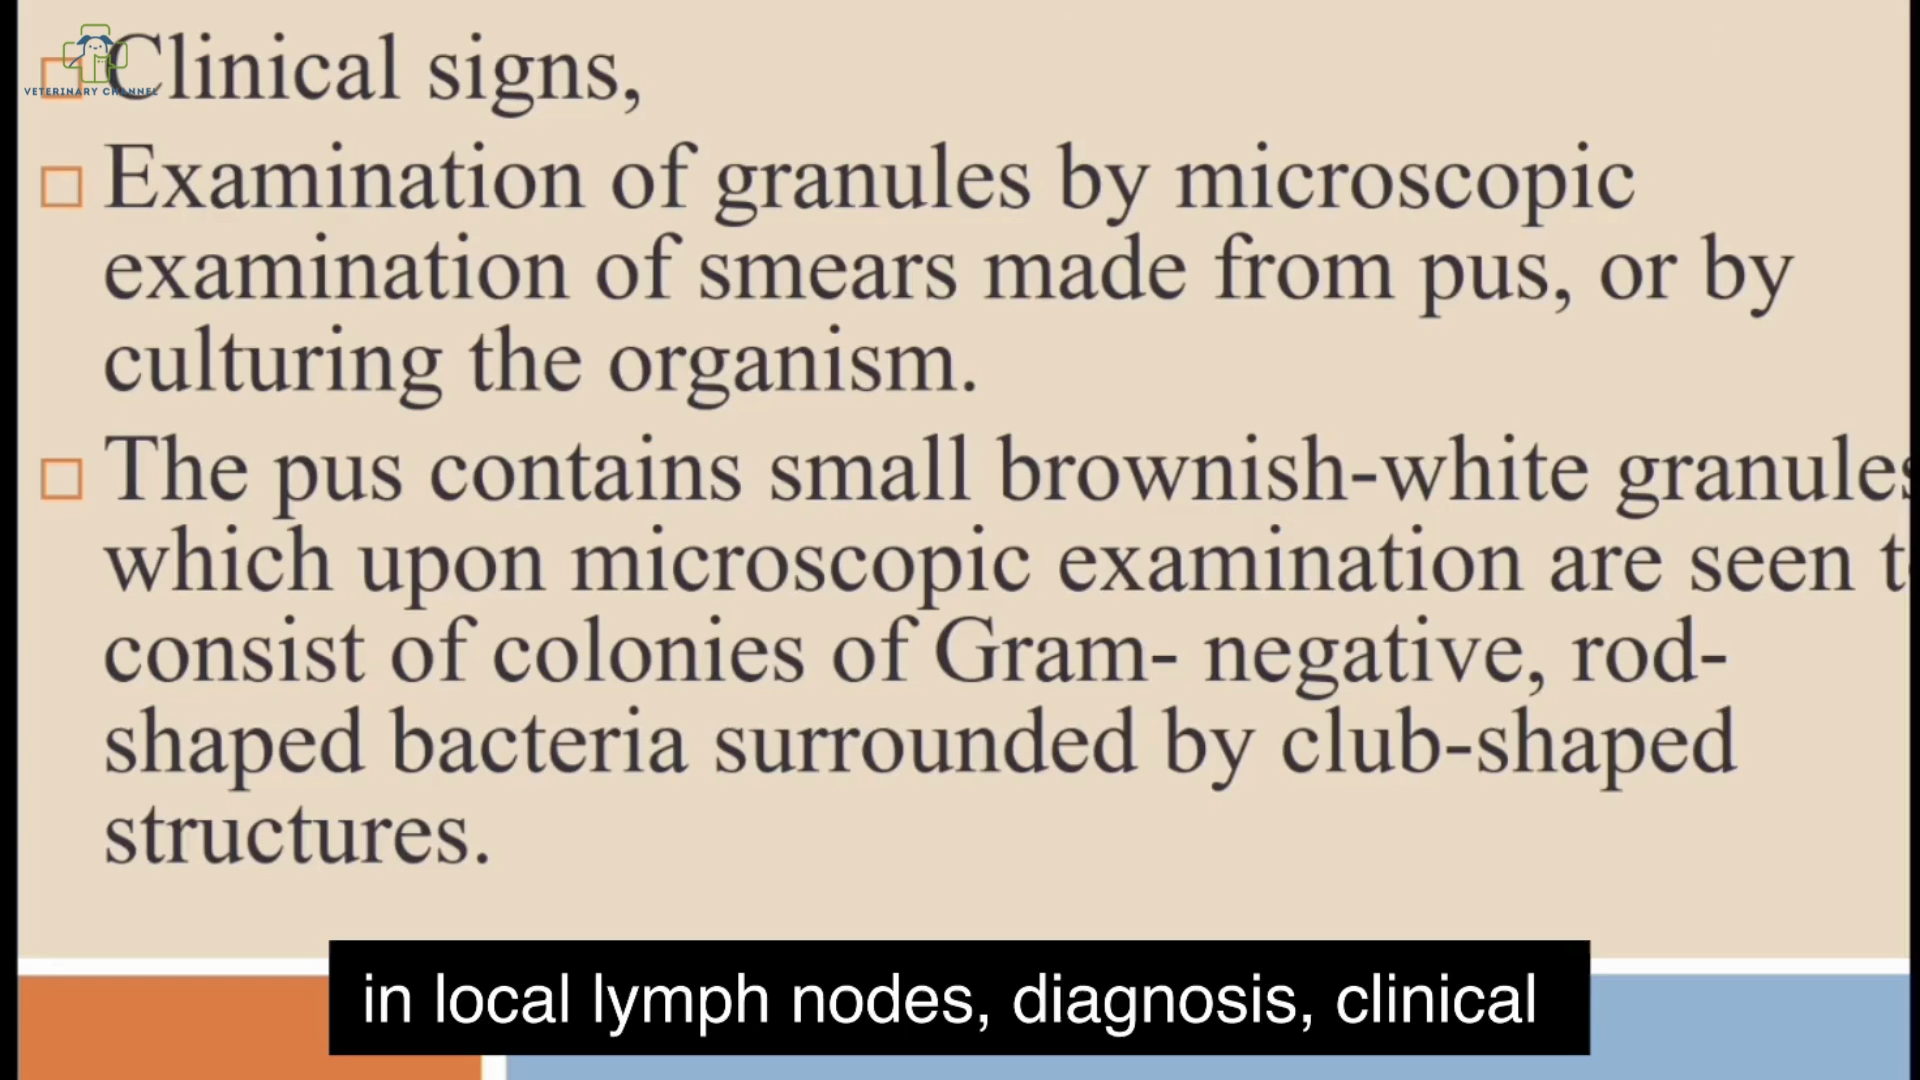 Clinical signs,
VETERINARY CHANNEL
Examination of granules by microscopic
examination of smears made from pus, or by
culturing the organism.
The pus contains small brownish-white granules
which upon microscopic examination are seen t
consist of colonies of Gram- negative, rod-
shaped bacteria surrounded by club-shaped
structures.
in local lymph nodes, diagnosis, clinical